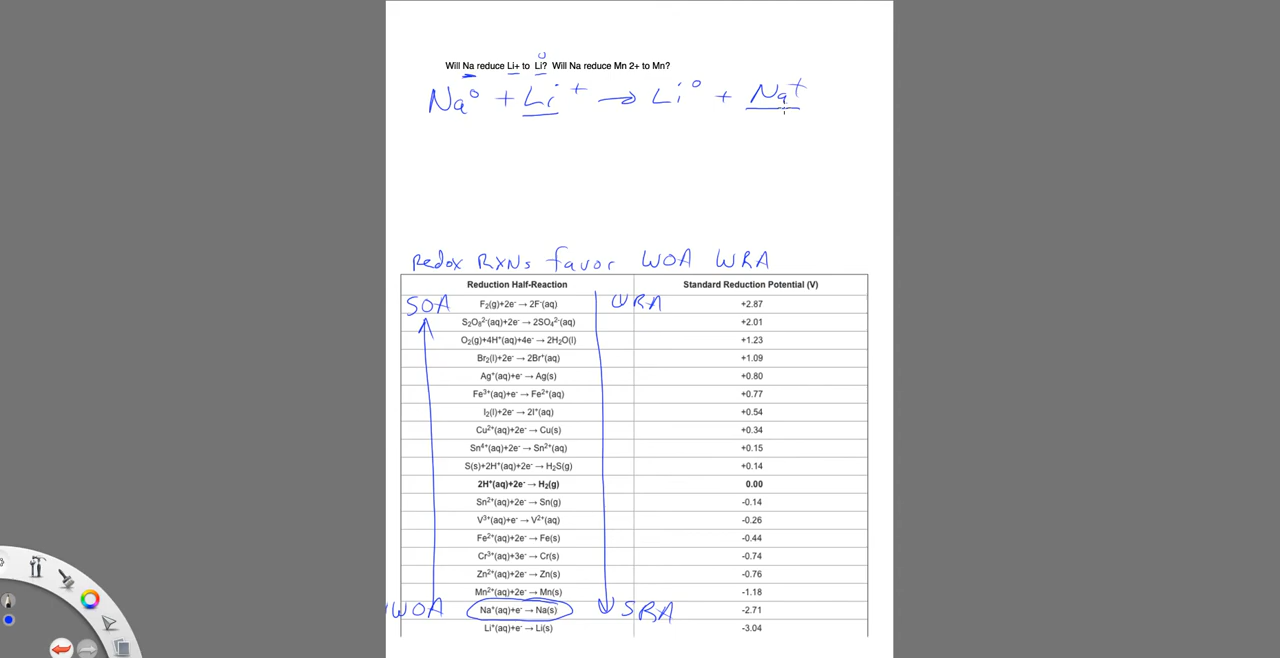 Will Na reduce Li+ to Li? Will Na reduce Mn 2+ to Mn?
Na⁰ + Li⁺ → Li⁰ + Na⁺
Redox RXNs favor WOA WRA
Reduction Half-Reaction Standard Reduction Potential (V)
SOA F₂(g)+2e⁻ → 2F⁻(aq) WRA +2.87
S₂O₈²⁻(aq)+2e⁻ → 2SO₄²⁻(aq) +2.01
O₂(g)+4H⁺(aq)+4e⁻ → 2H₂O(l) +1.23
Br₂(l)+2e⁻ → 2Br⁻(aq) +1.09
Ag⁺(aq)+e⁻ → Ag(s) +0.80
Fe³⁺(aq)+e⁻ → Fe²⁺(aq) +0.77
I₂(l)+2e⁻ → 2I⁺(aq) +0.54
Cu²⁺(aq)+2e⁻ → Cu(s) +0.34
Sn⁴⁺(aq)+2e⁻ → Sn²⁺(aq) +0.15
S(s)+2H⁺(aq)+2e⁻ → H₂S(g) +0.14
2H⁺(aq)+2e⁻ → H₂(g) 0.00
Sn²⁺(aq)+2e⁻ → Sn(g) -0.14
V³⁺(aq)+e⁻ → V²⁺(aq) -0.26
Fe²⁺(aq)+2e⁻ → Fe(s) -0.44
Cr³⁺(aq)+3e⁻ → Cr(s) -0.74
Zn²⁺(aq)+2e⁻ → Zn(s) -0.76
Mn²⁺(aq)+2e⁻ → Mn(s) -1.18
WOA Na⁺(aq)+e⁻ → Na(s) SRA -2.71
Li⁺(aq)+e⁻ → Li(s) -3.04